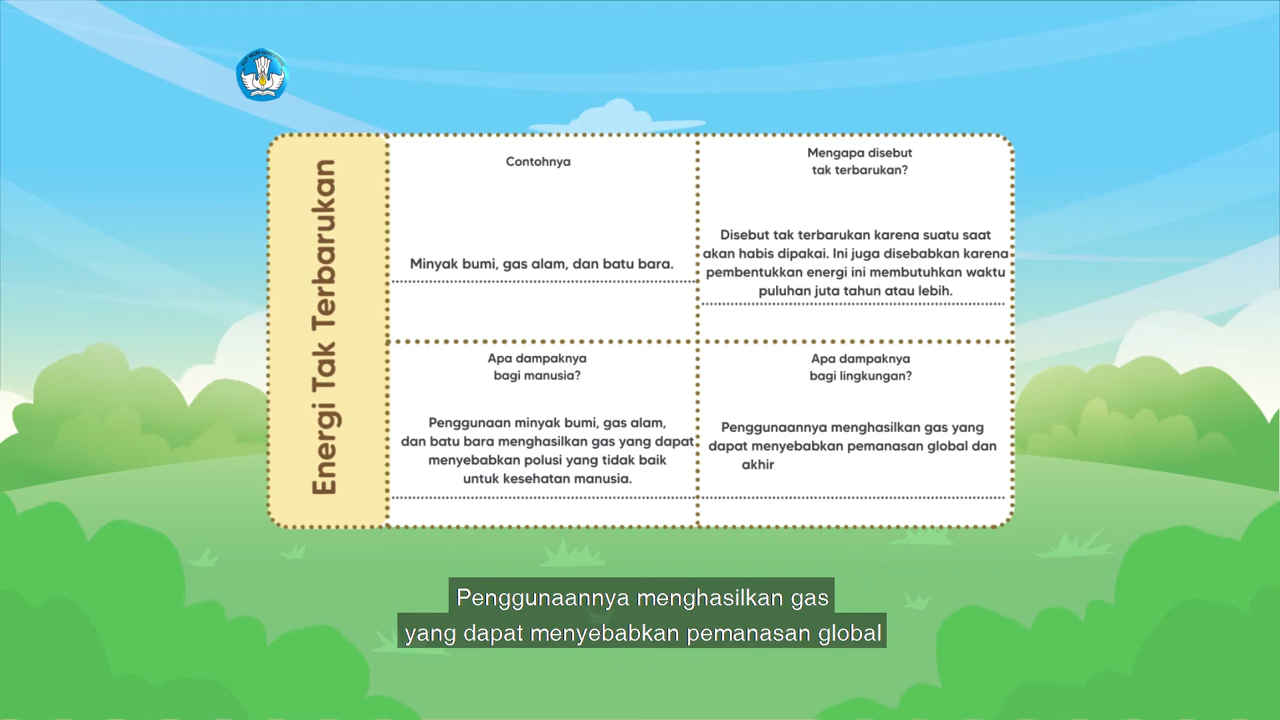 Energi Tak Terbarukan
Contohnya
Minyak bumi, gas alam, dan batu bara.
Mengapa disebut
tak terbarukan?
Disebut tak terbarukan karena suatu saat
akan habis dipakai. Ini juga disebabkan karena
pembentukkan energi ini membutuhkan waktu
puluhan juta tahun atau lebih.
Apa dampaknya
bagi manusia?
Penggunaan minyak bumi, gas alam,
dan batu bara menghasilkan gas yang dapat
menyebabkan polusi yang tidak baik
untuk kesehatan manusia.
Apa dampaknya
bagi lingkungan?
Penggunaannya menghasilkan gas yang
dapat menyebabkan pemanasan global dan
akhir
Penggunaannya menghasilkan gas
yang dapat menyebabkan pemanasan global